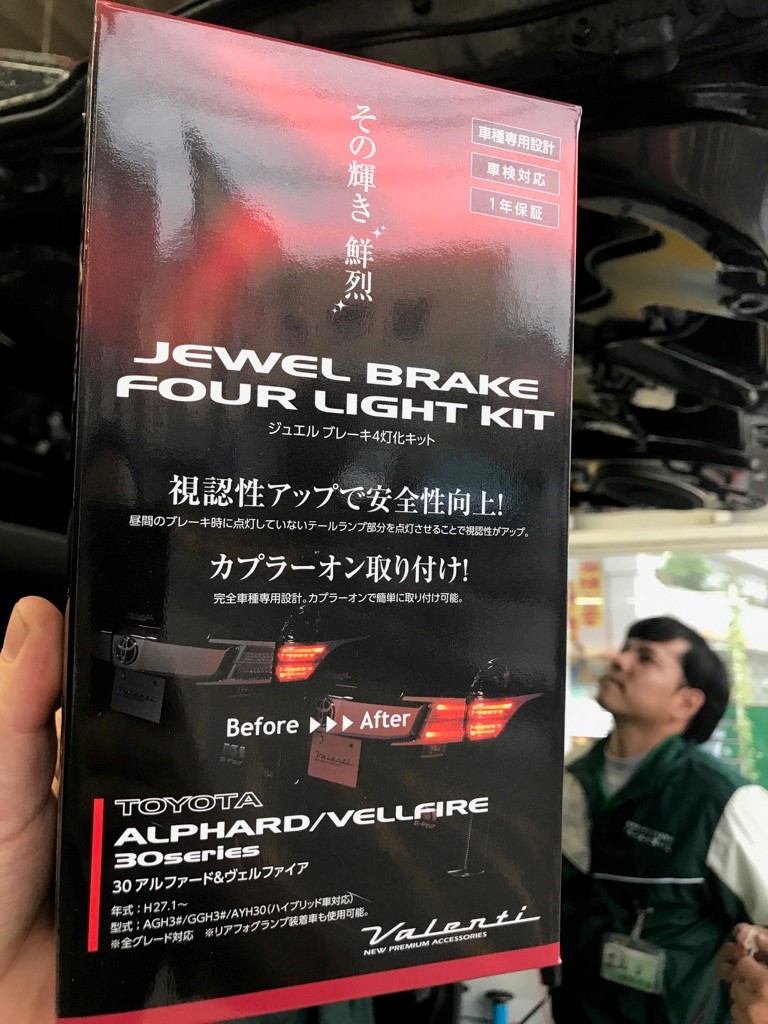 その輝き 鮮烈
車種専用設計
車検対応
1年保証
JEWEL BRAKE
FOUR LIGHT KIT
ジュエル ブレーキ4灯化キット
視認性アップで安全性向上!
昼間のブレーキ時に点灯していないテールランプ部分を点灯させることで視認性がアップ。
カプラーオン取り付け!
完全車種専用設計。カプラーオンで簡単に取り付け可能。
Valenti
Before
After
Valenti
TOYOTA
ALPHARD/VELLFIRE
30series
30 アルファード&ヴェルファイア
年式:H27.1~
型式:AGH3#/GGH3#/AYH30(ハイブリッド車対応)
※全グレード対応 ※リアフォグランプ装着車も使用可能。
Valenti
NEW PREMIUM ACCESSORIES